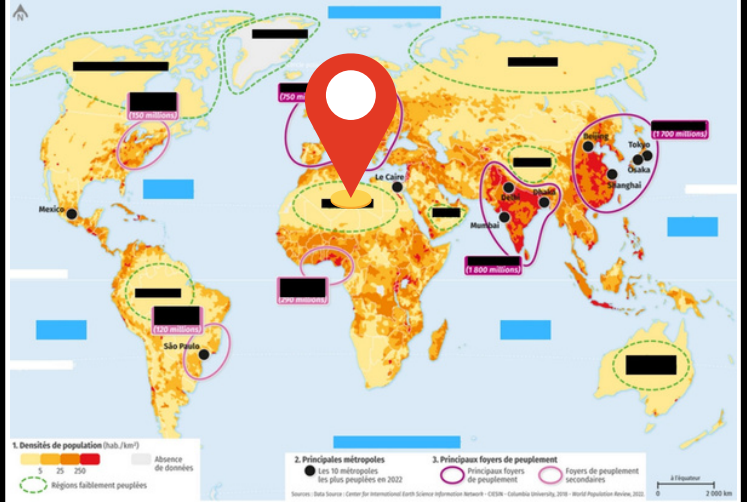 N
(150 millions)
(750 mi
(1 700 millions)
Beijing
Tokyo
Osaka
Shanghai
Le Caire
Delhi
Dhaka
Mumbai
Mexico
(1 800 millions)
(290 millions)
(120 millions)
São Paulo
1. Densités de population (hab./km²)
5 25 250
Absence
de données
Régions faiblement peuplées
2. Principales métropoles
Les 10 métropoles
les plus peuplées en 2022
3. Principaux foyers de peuplement
Principaux foyers
de peuplement
Foyers de peuplement
secondaires
à l'équateur
2 000 km
Sources : Data Source : Center for International Earth Science Information Network - CIESIN - Columbia University, 2018 - World Population Review, 2022.